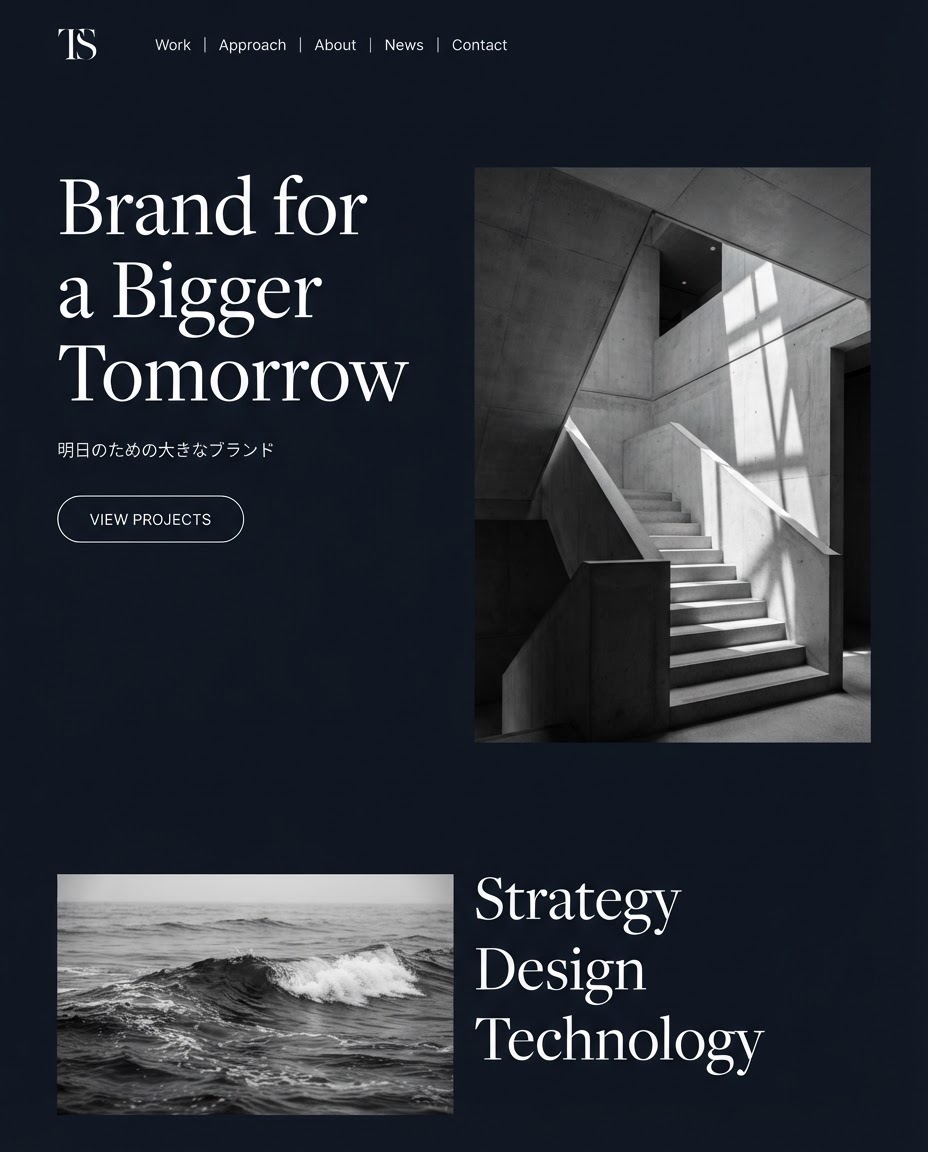 TS
Work | Approach | About | News | Contact
Brand for
a Bigger
Tomorrow
明日のための大きなブランド
VIEW PROJECTS
Strategy
Design
Technology